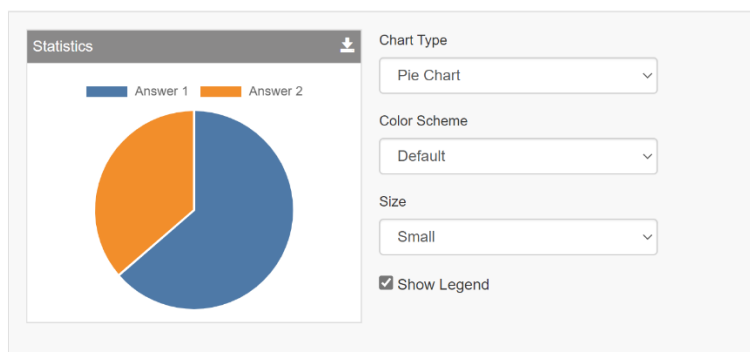 Statistics
Answer 1 Answer 2
Chart Type
Pie Chart
Color Scheme
Default
Size
Small
Show Legend